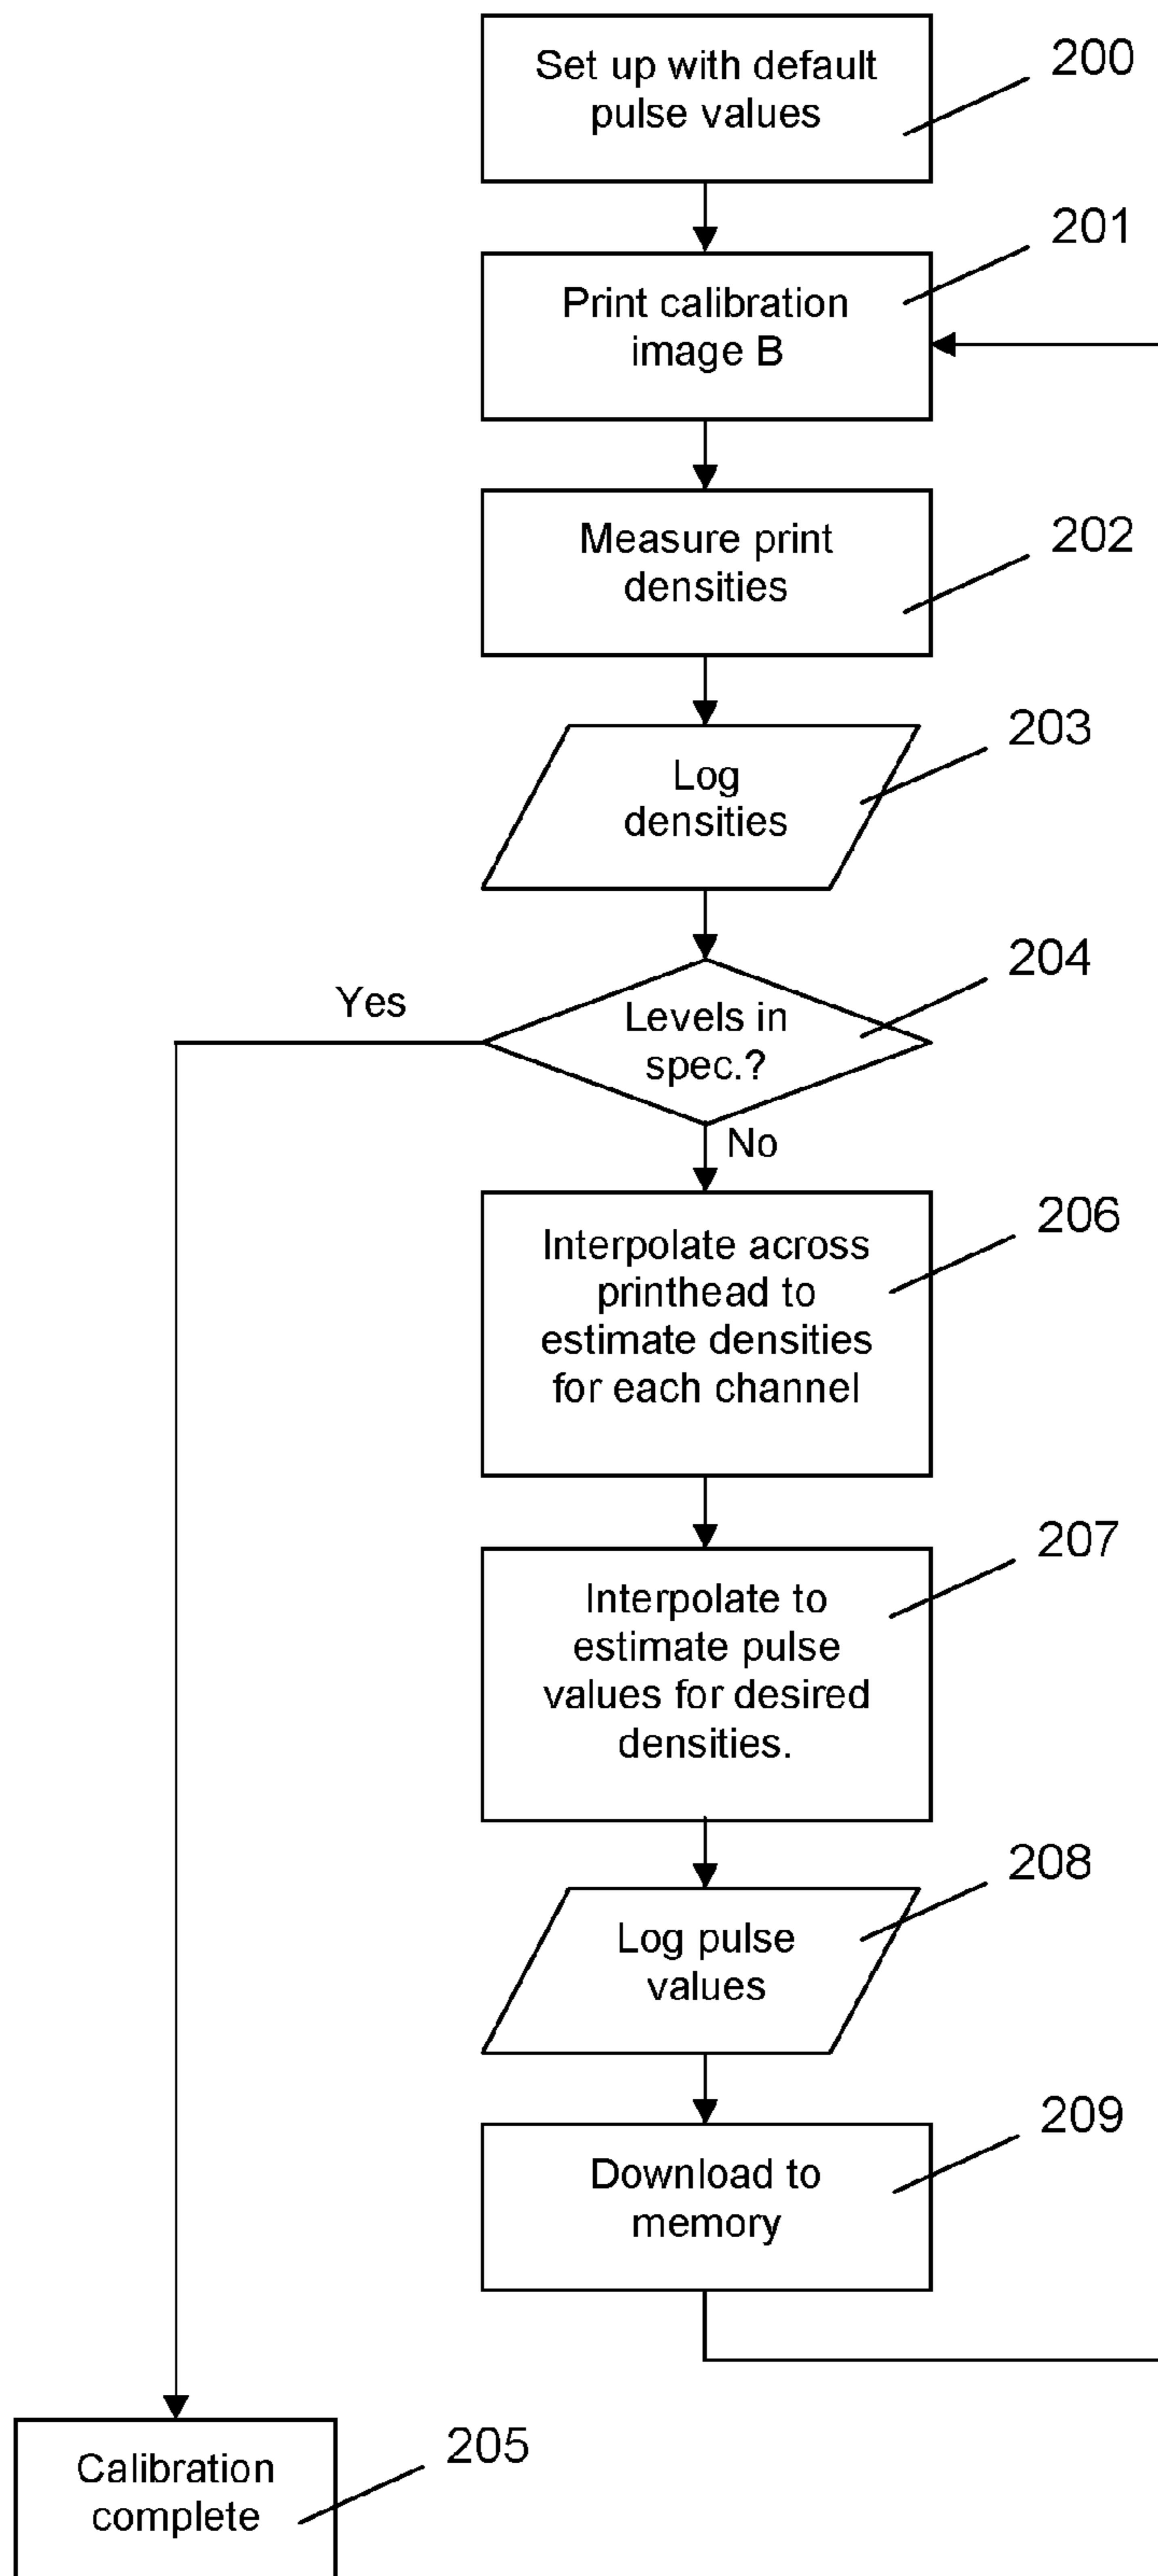 Set up with default
pulse values
200
Print calibration
image B
201
Measure print
densities
202
Log
densities
203
Levels in
spec.?
204
Yes
No
Interpolate across
printhead to
estimate densities
for each channel
206
Interpolate to
estimate pulse
values for desired
densities.
207
Log pulse
values
208
Download to
memory
209
Calibration
complete
205